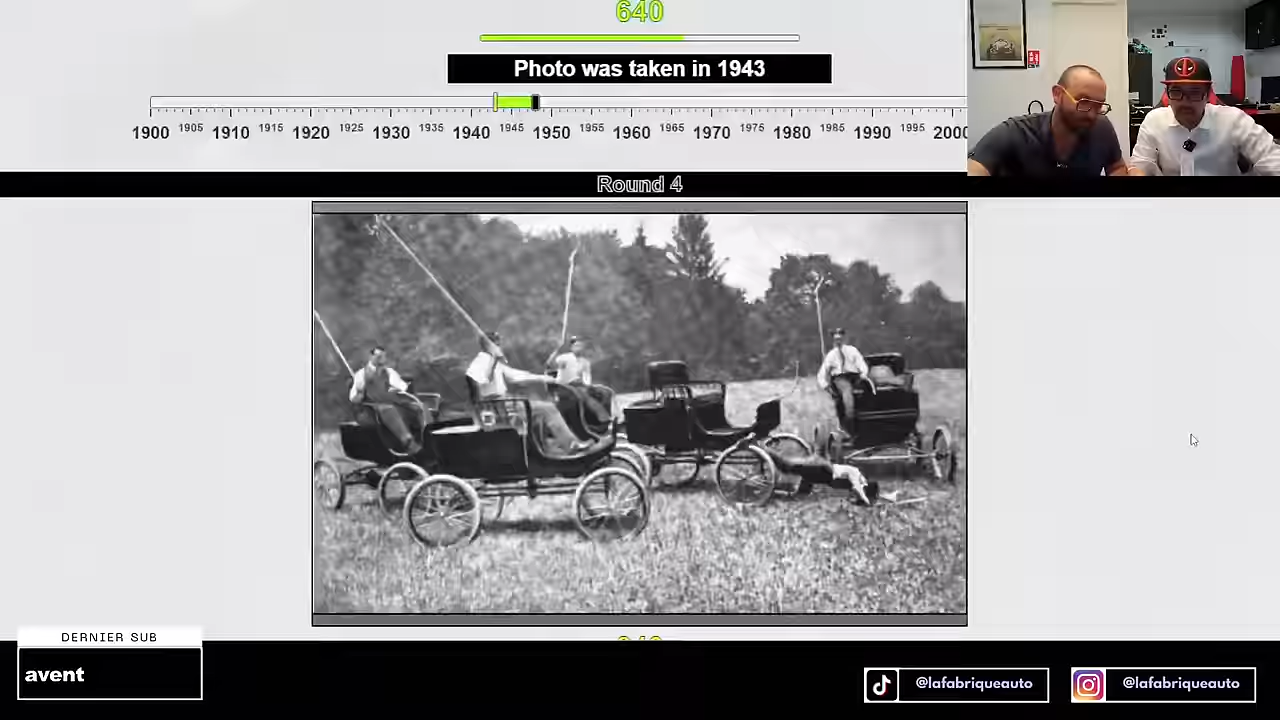 640
Photo was taken in 1943
1900 1905 1910 1915 1920 1925 1930 1935 1940 1945 1950 1955 1960 1965 1970 1975 1980 1985 1990 1995 2000
Round 4
DERNIER SUB
avent
@lafabriqueauto
@lafabriqueauto